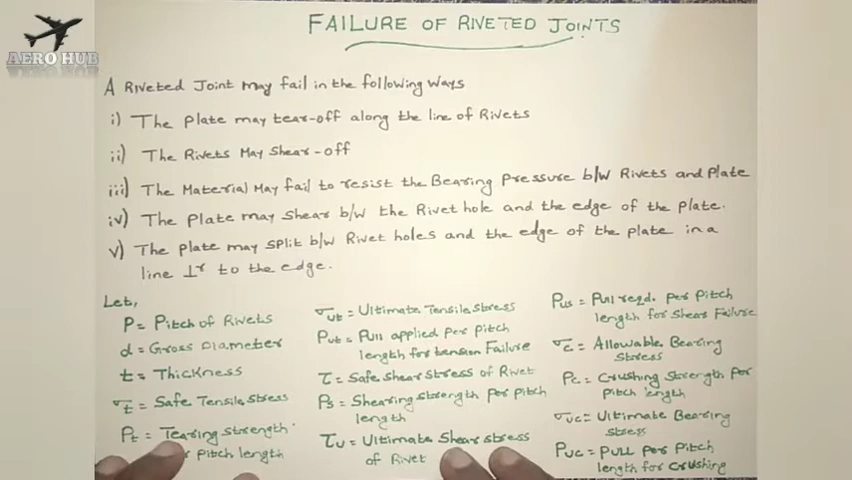 AERO HUB
FAILURE OF RIVETED JOINTS
A Riveted Joint may fail in the following ways
i) The plate may tear-off along the line of Rivets
ii) The Rivets May Shear-off
iii) The Material May fail to resist the Bearing pressure b/w Rivets and Plate
iv) The plate may shear b/w the Rivet hole and the edge of the plate.
v) The plate may split b/w Rivet holes and the edge of the plate in a
line ⊥r to the edge.
Let,
P = Pitch of Rivets
d = Gross Diameter
t = Thickness
σt = Safe Tensile Stress
Pt = Tearing Strength
pitch length
σut = Ultimate Tensile Stress
Put = Pull applied per pitch
length for tension Failure
τ = Safe shear stress of Rivet
Ps = Shearing strength per pitch
length
τu = Ultimate Shear stress
of Rivet
Pus = Pull reqd. per pitch
length for shear Failure
σc = Allowable Bearing
Stress
Pc = Crushing Strength per
pitch length
σuc = Ultimate Bearing
stress
Puc = PULL per pitch
length for crushing